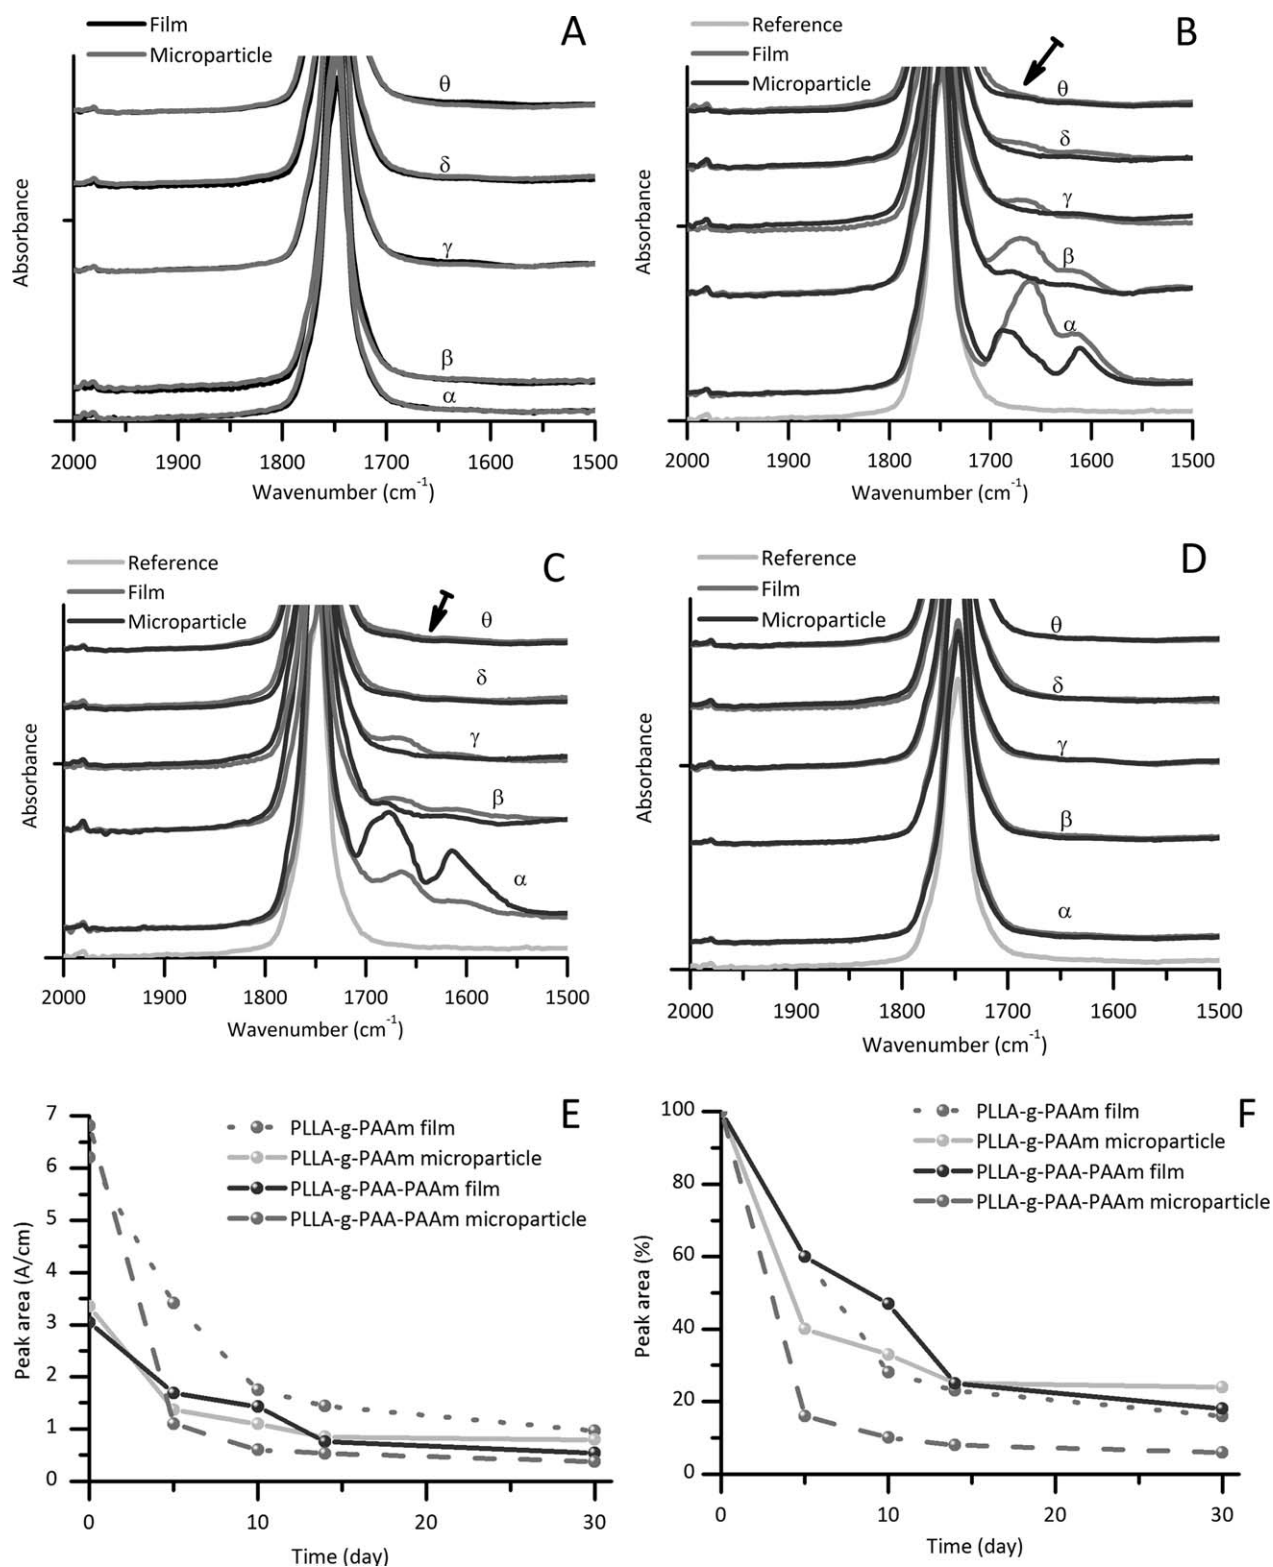 Film
Microparticle
A
θ
δ
γ
β
α
Absorbance
2000 1900 1800 1700 1600 1500
Wavenumber (cm⁻¹)
Reference
Film
Microparticle
B
θ
δ
γ
β
α
Absorbance
2000 1900 1800 1700 1600 1500
Wavenumber (cm⁻¹)
Reference
Film
Microparticle
C
θ
δ
γ
β
α
Absorbance
2000 1900 1800 1700 1600 1500
Wavenumber (cm⁻¹)
Reference
Film
Microparticle
D
θ
δ
γ
β
α
Absorbance
2000 1900 1800 1700 1600 1500
Wavenumber (cm⁻¹)
E
PLLA-g-PAAm film
PLLA-g-PAAm microparticle
PLLA-g-PAA-PAAm film
PLLA-g-PAA-PAAm microparticle
Peak area (A/cm)
7
6
5
4
3
2
1
0
0 10 20 30
Time (day)
F
PLLA-g-PAAm film
PLLA-g-PAAm microparticle
PLLA-g-PAA-PAAm film
PLLA-g-PAA-PAAm microparticle
Peak area (%)
100
80
60
40
20
0
0 10 20 30
Time (day)